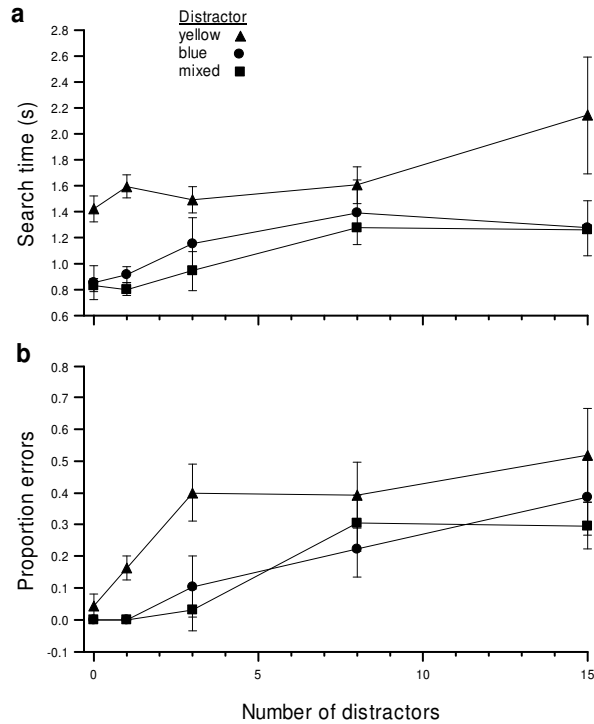 a
Distractor
yellow
blue
mixed
2.8
2.6
2.4
2.2
2.0
1.8
1.6
1.4
1.2
1.0
0.8
0.6
Search time (s)
b
0.8
0.7
0.6
0.5
0.4
0.3
0.2
0.1
0.0
-0.1
Proportion errors
0 5 10 15
Number of distractors